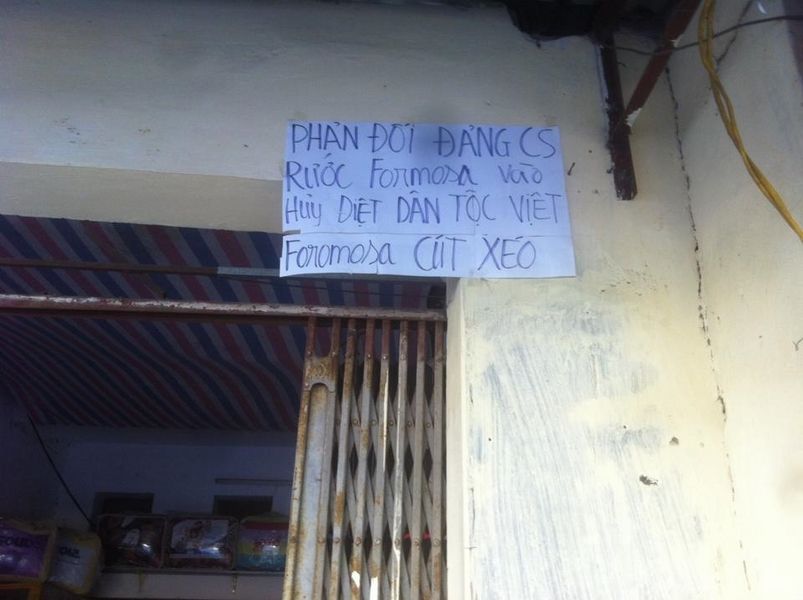 PHẢN ĐỐI ĐẢNG CS
RƯỚC Formosa vào
HỦY DIỆT DÂN TỘC VIỆT
Foromosa CÚT XÉO